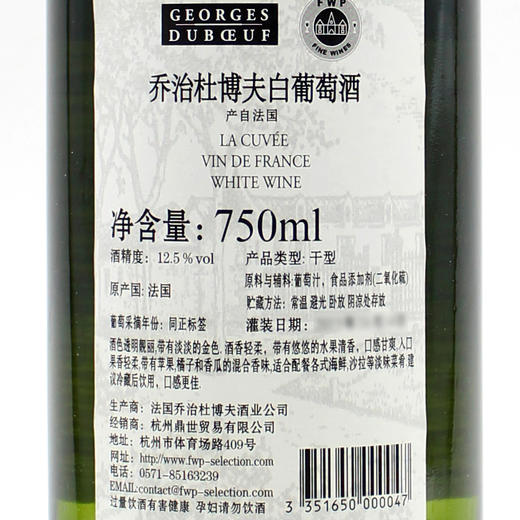 GEORGES
DUBŒUF
FWP
FINE WINES
乔治杜博夫白葡萄酒
产自法国
LA CUVÉE
VIN DE FRANCE
WHITE WINE
净含量：750ml
酒精度：12.5%vol 产品类型：干型
原料与辅料：葡萄汁，食品添加剂(二氧化硫)
原产国：法国
贮藏方法：常温 避光 卧放 阴凉处存放
葡萄采摘年份：同正标签 灌装日期：
酒色透明靓丽，带有淡淡的金色。酒香轻柔，带有悠悠的水果清香，口感甘爽，入口
果香轻柔，带有苹果，橘子和香瓜的混合香味，适合配餐各式海鲜，沙拉等淡味菜肴。建
议冷藏后饮用，口感更佳.
生产商：法国乔治杜博夫酒业公司
经销商：杭州鼎世贸易有限公司
地址：杭州市体育场路409号
网址：http://www.fwp-selection.com
电话：0571-85163239
EMAIL:contact@fwp-selection.com
过量饮酒有害健康 孕妇请勿饮酒
3 351650 000047